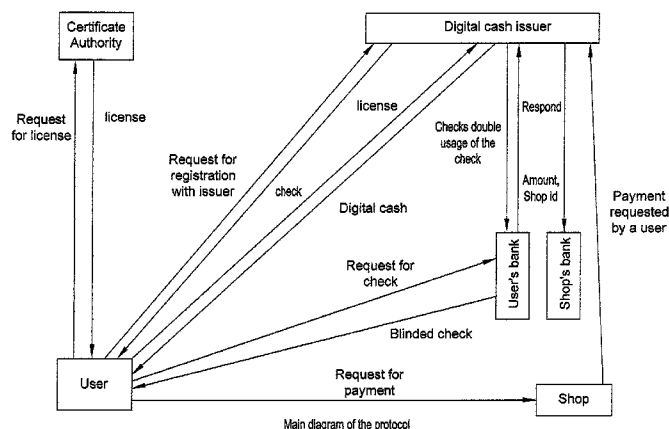 Certificate
Authority
Digital cash issuer
Request
for license
license
Request for
registration
with issuer
license
check
Digital cash
Checks double
usage of the
check
Respond
Amount,
Shop id
Payment
requested
by a user
User's bank
Shop's bank
Request for
check
Blinded check
User
Request for
payment
Shop
Main diagram of the protocol